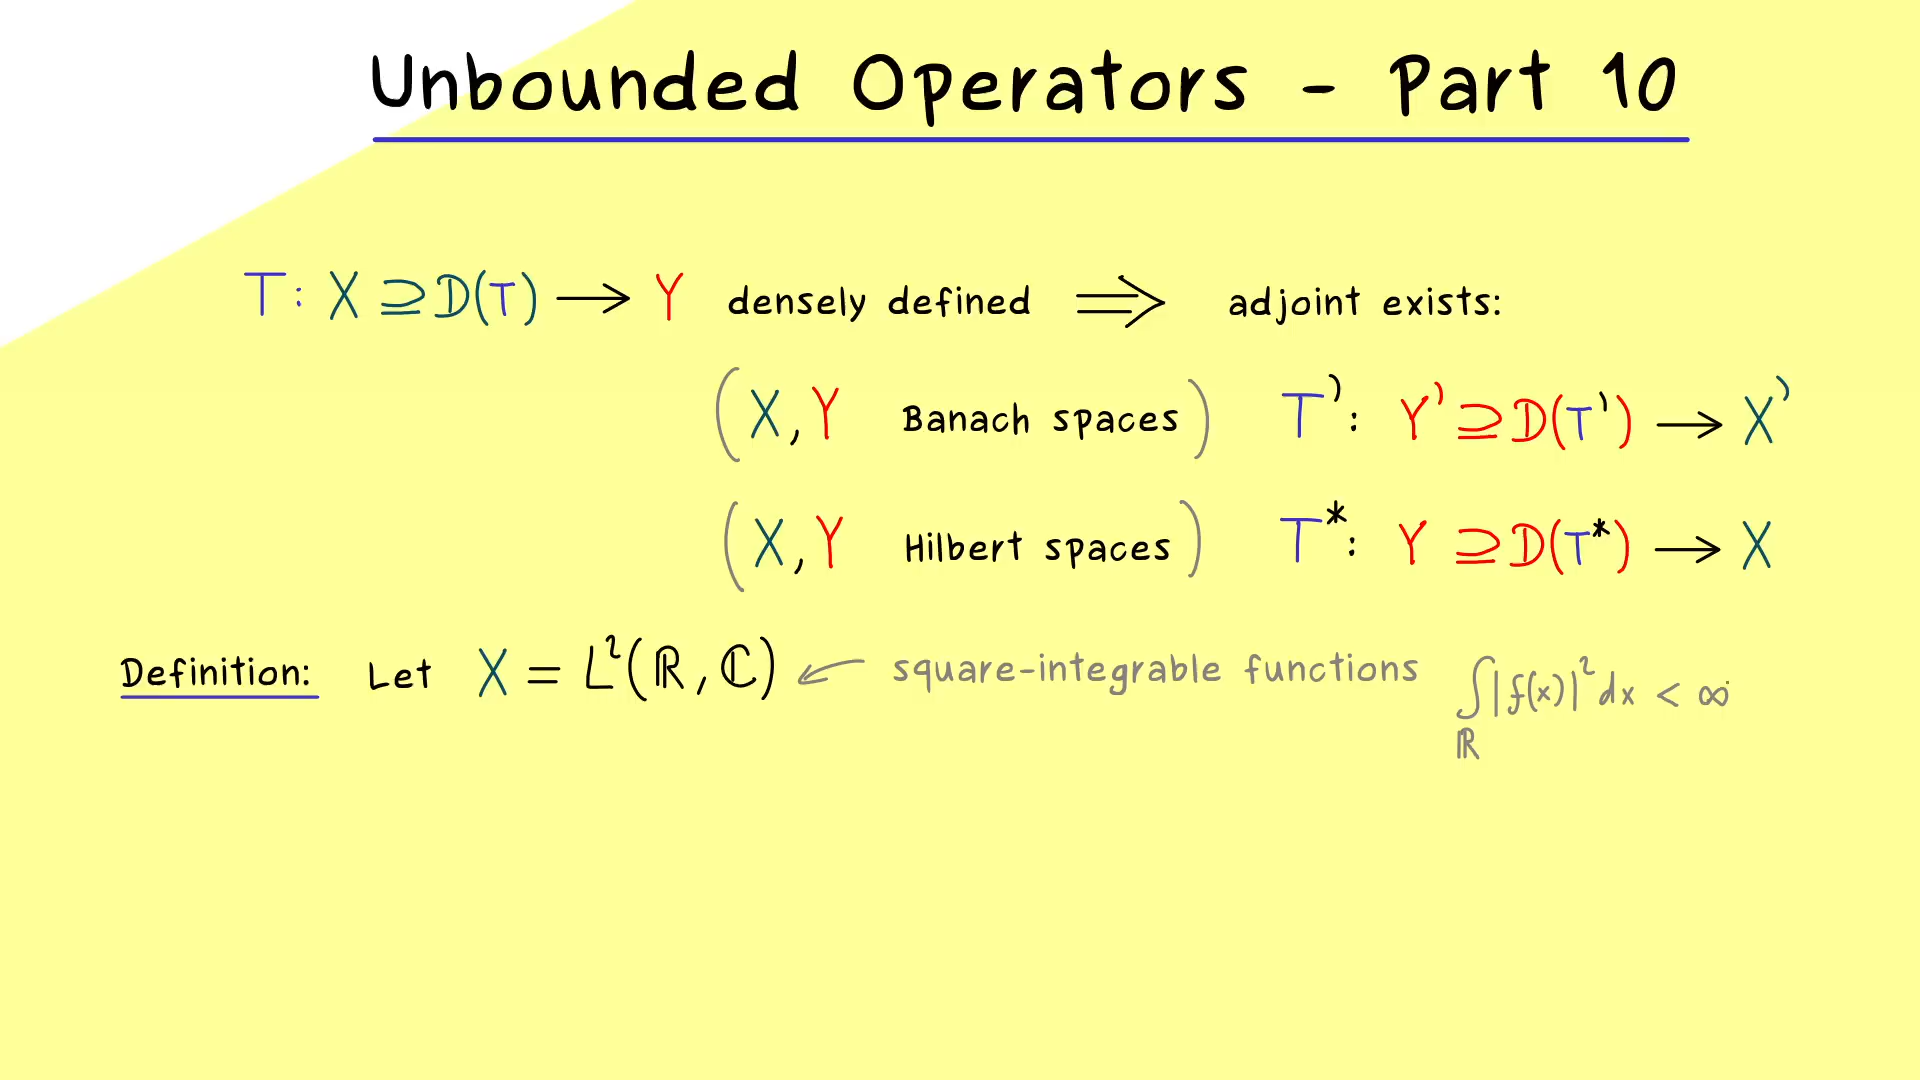 Unbounded Operators - Part 10
T: X ⊇ D(T) ⟶ Y densely defined ⟹ adjoint exists:
(X, Y Banach spaces) T': Y' ⊇ D(T') ⟶ X'
(X, Y Hilbert spaces) T*: Y ⊇ D(T*) ⟶ X
Definition: Let X = L²(ℝ, ℂ) ↙ square-integrable functions ∫_ℝ |f(x)|² dx < ∞